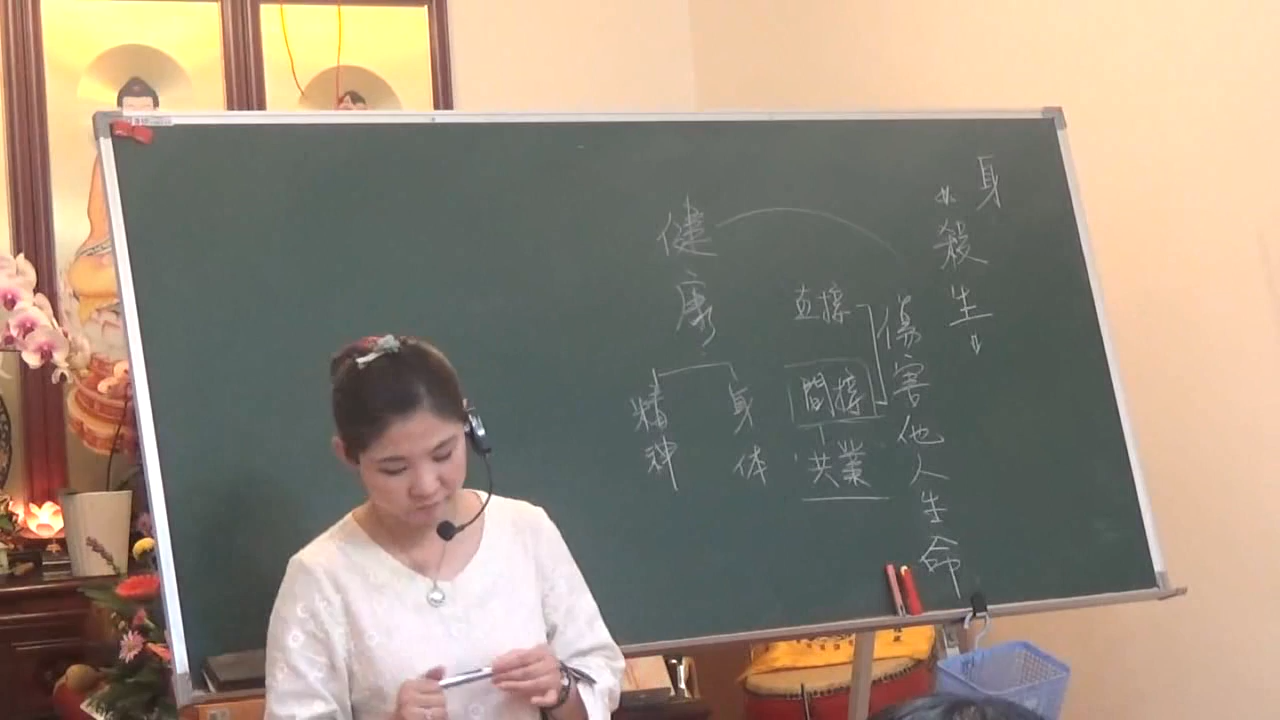 身
殺生
傷害他人生命
直接
間接
共業
健康
身体
精神